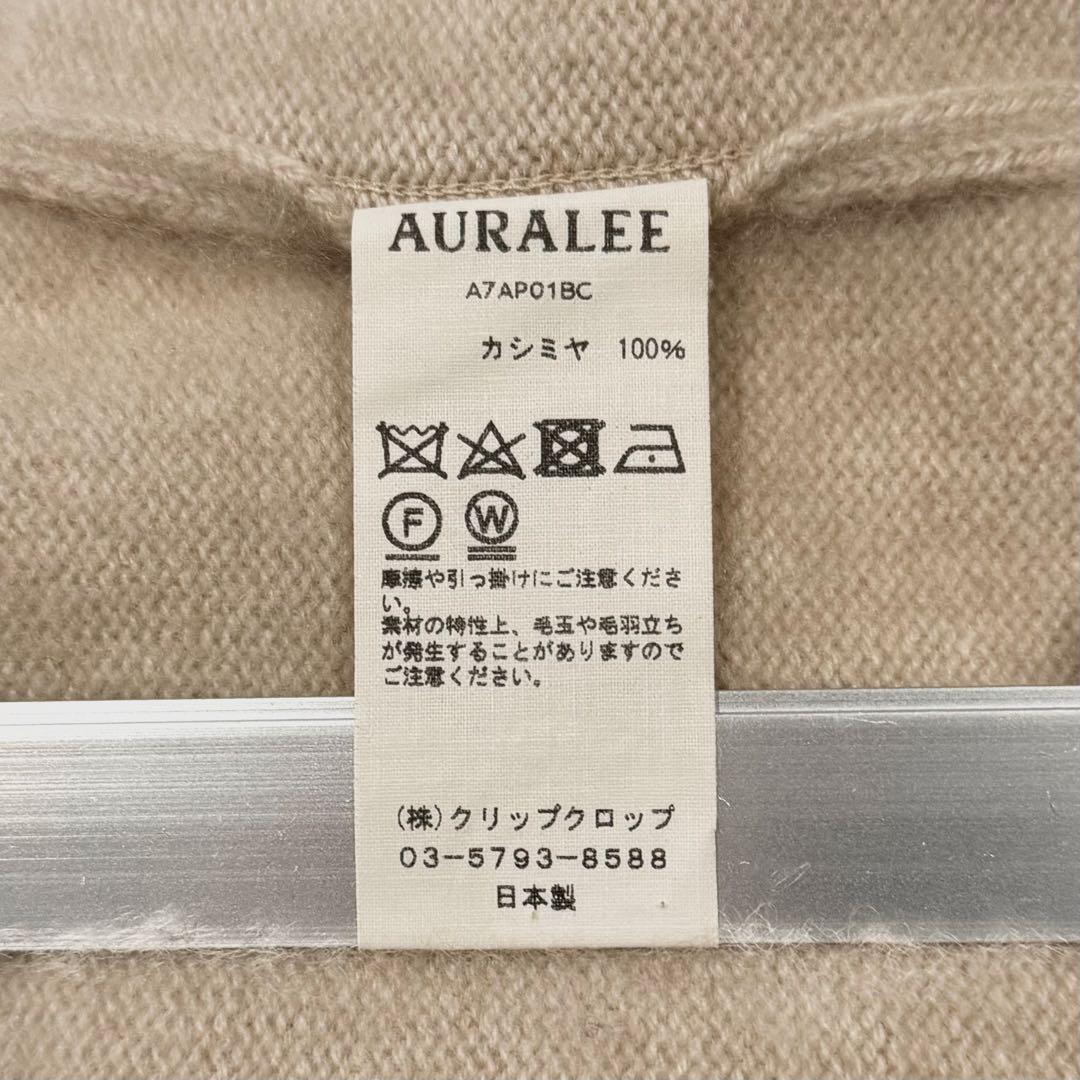 AURALEE
A7AP01BC
カシミヤ 100%
F W
摩擦や引っ掛けにご注意くださ
い。
素材の特性上、毛玉や毛羽立ち
が発生することがありますので
ご注意ください。
(株)クリップクロップ
03-5793-8588
日本製